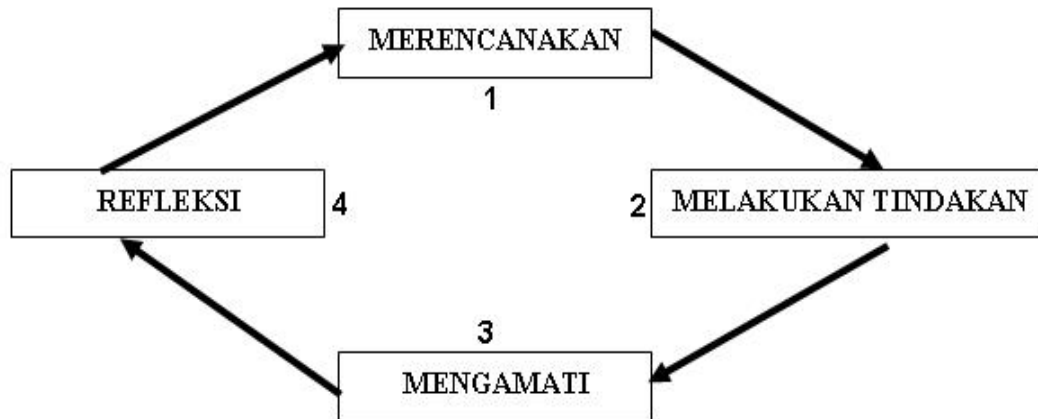 MERENCANAKAN
1
REFLEKSI
4
2
MELAKUKAN TINDAKAN
3
MENGAMATI